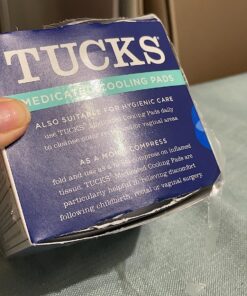 TUCKS
MEDICATED COOLING PADS
ALSO SUITABLE FOR HYGIENIC CARE
use TUCKS Medicated Cooling Pads daily
to cleanse outer rectal or vaginal areas.
AS A MOIST COMPRESS
fold and use as a compress on inflamed
tissue. TUCKS Medicated Cooling Pads are
particularly helpful in relieving discomfort
following childbirth, rectal or vaginal surgery.